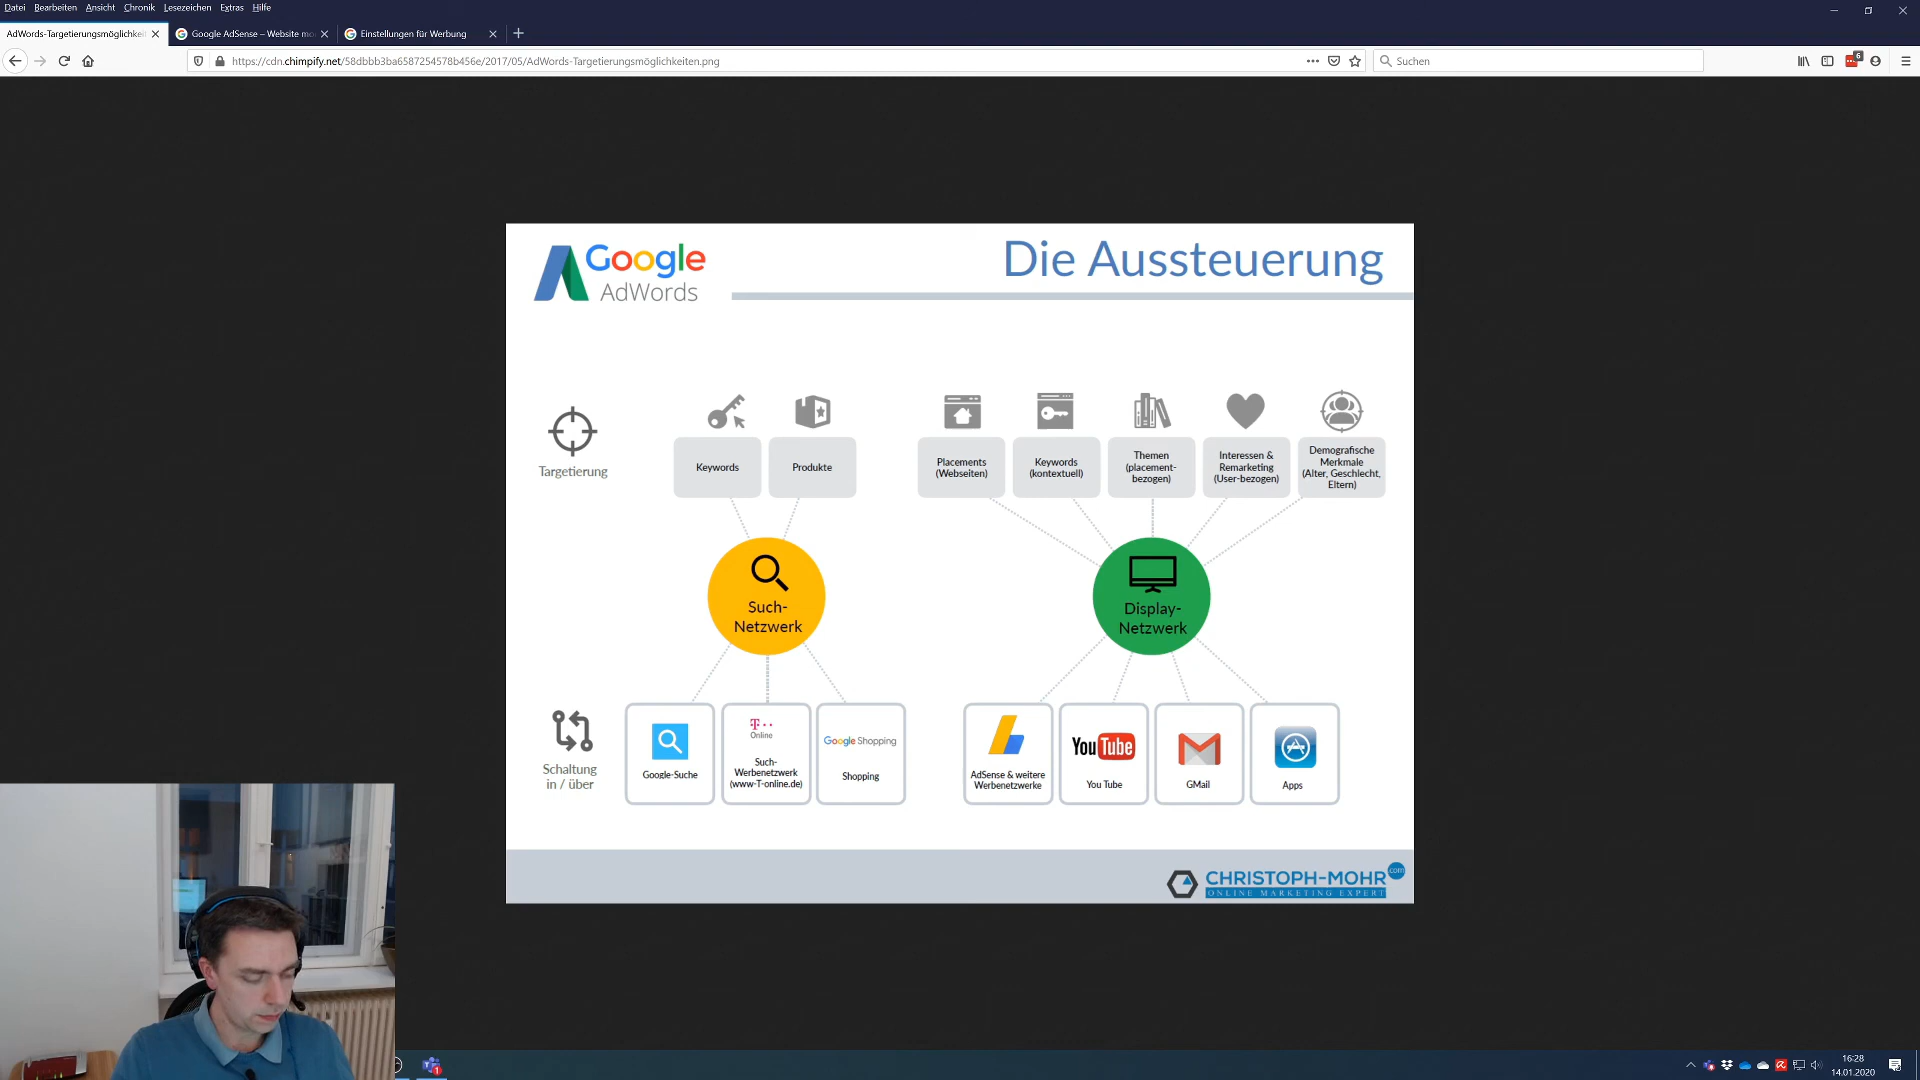 Datei Bearbeiten Ansicht Chronik Lesezeichen Extras Hilfe
AdWords-Targetierungsmöglichkeit
Google AdSense – Website mo
Einstellungen für Werbung
https://cdn.chimpify.net/58dbbb3ba6587254578b456e/2017/05/AdWords-Targetierungsmöglichkeiten.png
Suchen
6
Google
AdWords
Die Aussteuerung
Targetierung
Keywords
Produkte
Placements
(Webseiten)
Keywords
(kontextuell)
Themen
(placement-
bezogen)
Interessen &
Remarketing
(User-bezogen)
Demografische
Merkmale
(Alter, Geschlecht,
Eltern)
Such-
Netzwerk
Display-
Netzwerk
Schaltung
in / über
Google-Suche
T··
Online
Such-
Werbenetzwerk
(www-T-online.de)
Google Shopping
Shopping
AdSense & weitere
Werbenetzwerke
YouTube
You Tube
GMail
Apps
CHRISTOPH-MOHR.com
ONLINE MARKETING EXPERT
1
16:28
14.01.2020